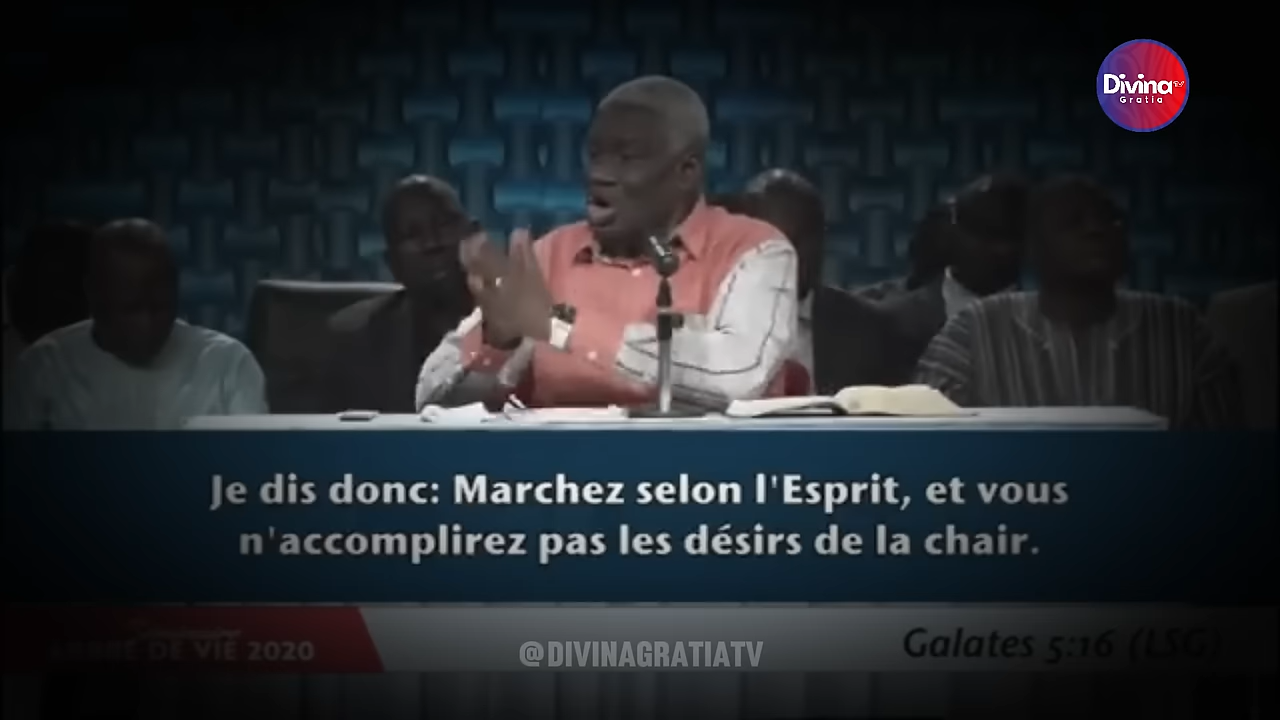 Divina TV
Gratia
Je dis donc: Marchez selon l'Esprit, et vous
n'accomplirez pas les désirs de la chair.
DE VIE 2020
@DIVINAGRATIATV
Galates 5:16 (LSG)